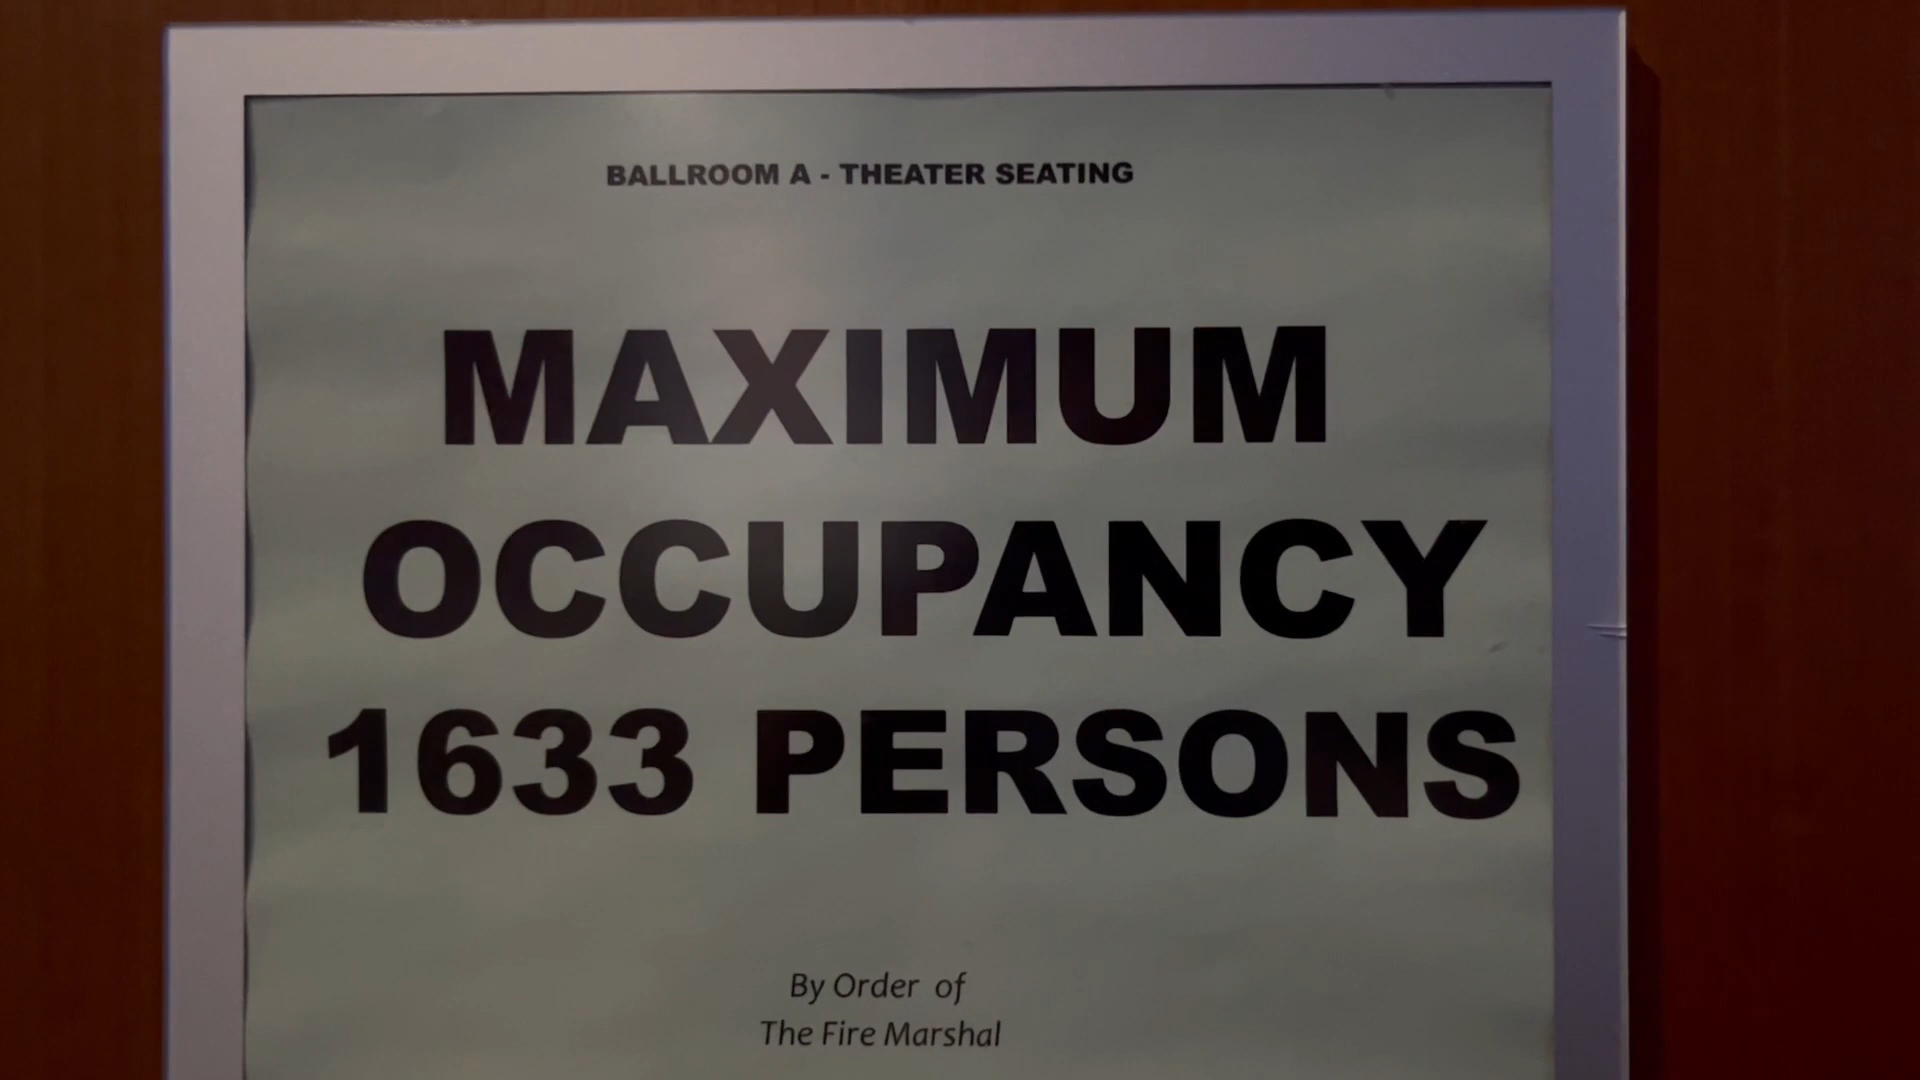 BALLROOM A - THEATER SEATING
MAXIMUM
OCCUPANCY
1633 PERSONS
By Order of
The Fire Marshal